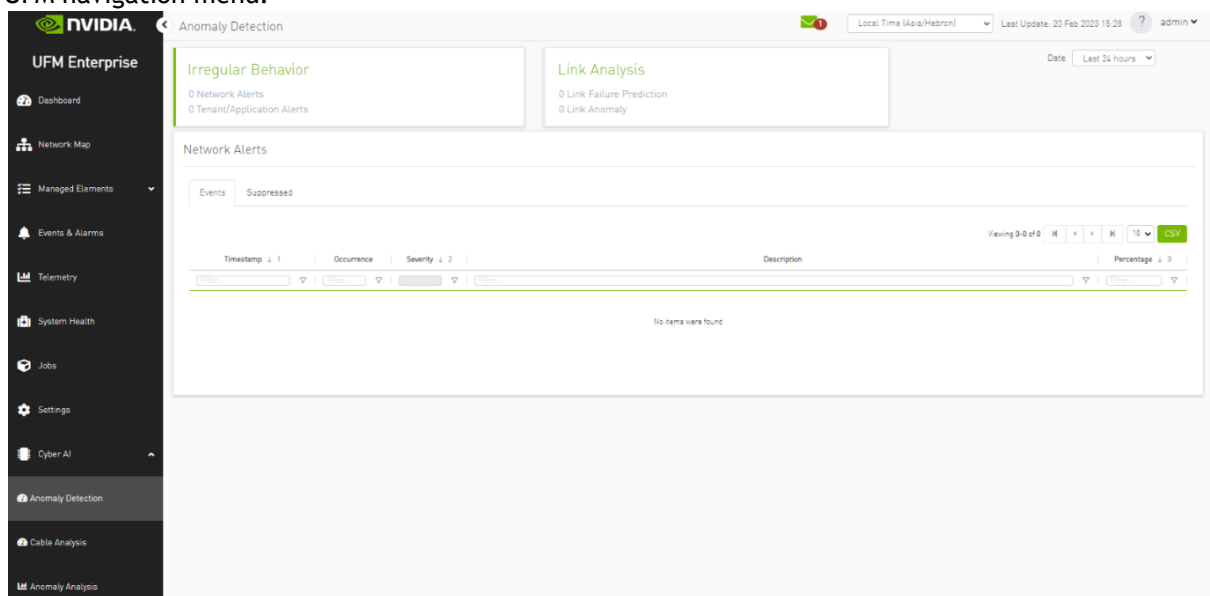 UFM navigation menu.
NVIDIA.
Anomaly Detection
1
Local Time (Asia/Hebron)
Last Update: 20 Feb 2023 15:28
?
admin
UFM Enterprise
Dashboard
Network Map
Managed Elements
Events & Alarms
Telemetry
System Health
Jobs
Settings
Cyber AI
Anomaly Detection
Cable Analysis
Anomaly Analysis
Irregular Behavior
0 Network Alerts
0 Tenant/Application Alerts
Link Analysis
0 Link Failure Prediction
0 Link Anomaly
Date
Last 24 hours
Network Alerts
Events
Suppressed
Viewing 0-0 of 0
10
CSV
Timestamp ↓ 1
Occurrence
Severity ↓ 2
Description
Percentage ↓ 3
Filter...
Filter...
Filter...
Filter...
No items were found